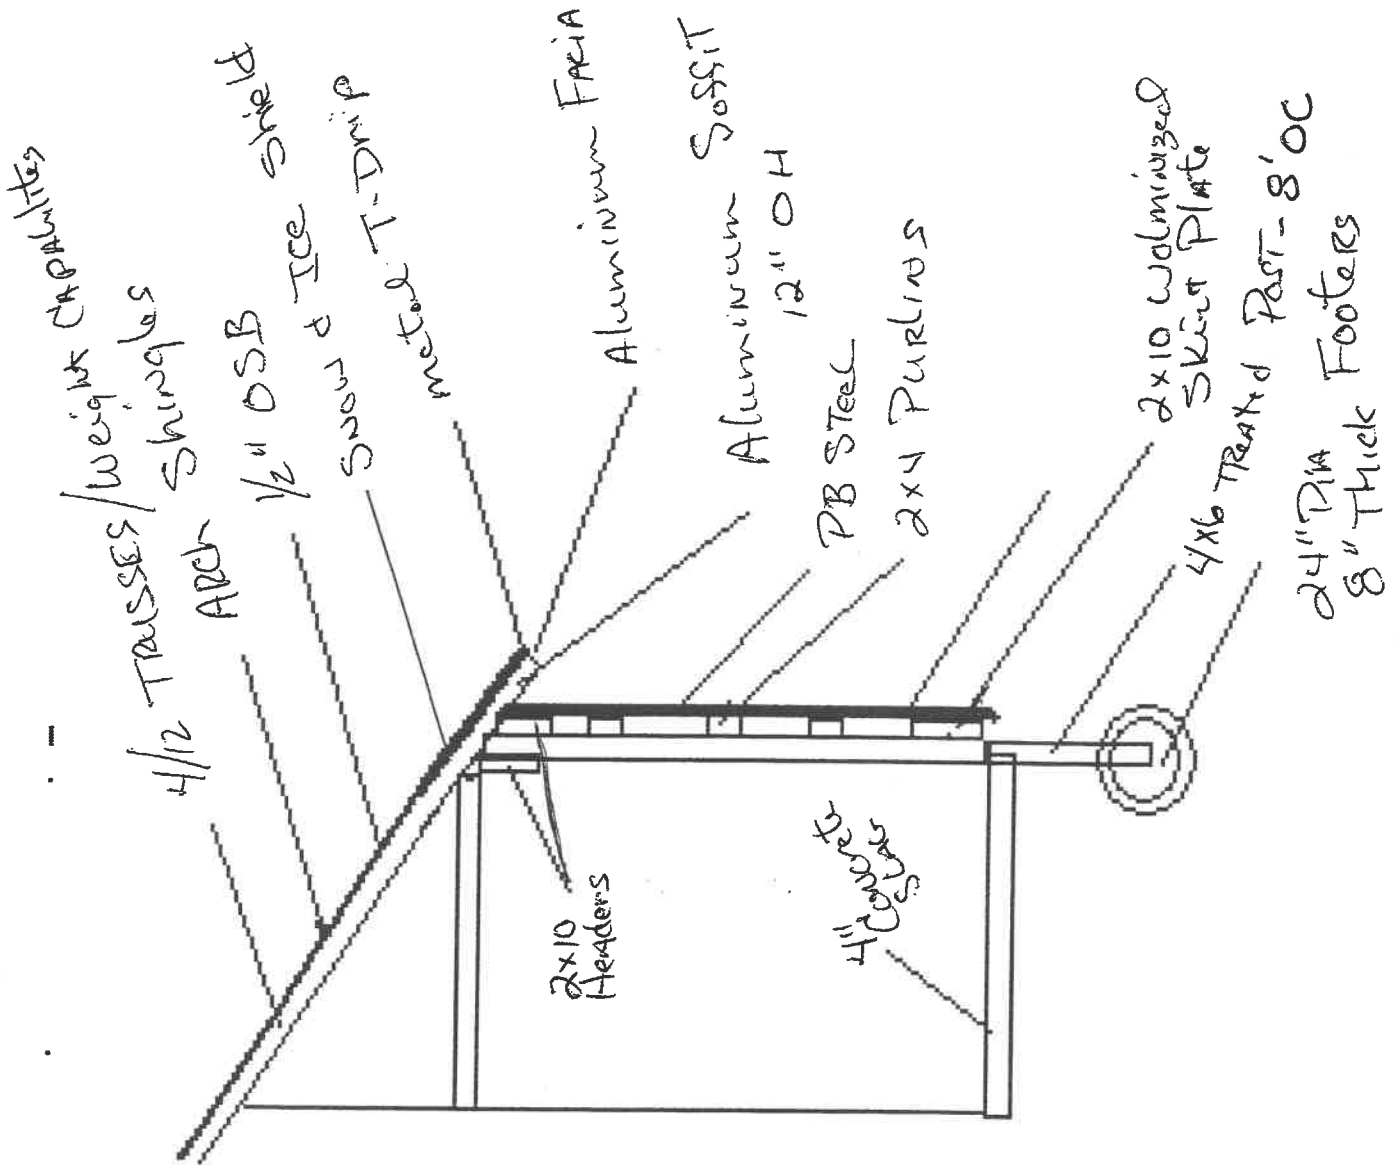 4/12 TRUSSES/Weight CAPABLILITES
ARCh Shingles
1/2" OSB
Snow & ICe Shield
metal T-Drip
Aluminum FACIA
Aluminum SoffiT
12" OH
PB STeel
2x4 PURLINS
2x10 Wolminized
Skirt Plate
4x6 TReated Post - 8' OC
24" DIA
8" Thick Footers
2x10
Headers
4" Concrete
Slab